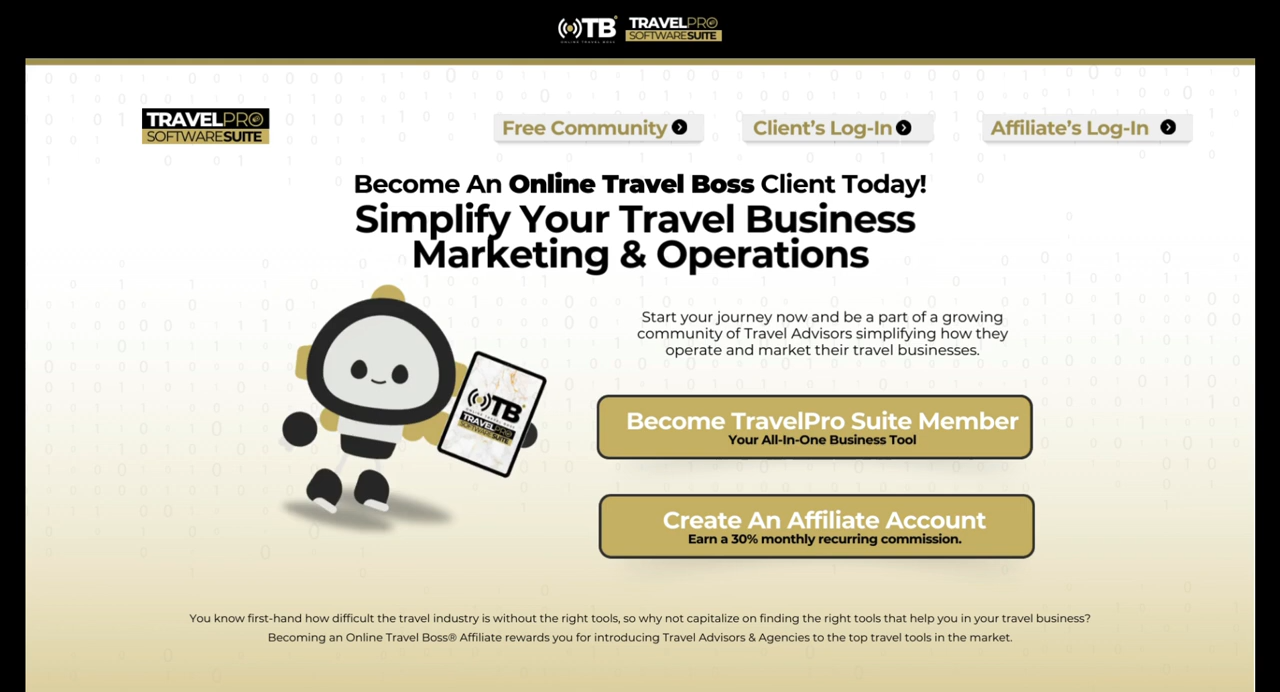 OTB® TRAVELPRO
ONLINE TRAVEL BOSS SOFTWARESUITE
TRAVELPRO
SOFTWARESUITE
Free Community
Client's Log-In
Affiliate's Log-In
Become An Online Travel Boss Client Today!
Simplify Your Travel Business
Marketing & Operations
Start your journey now and be a part of a growing
community of Travel Advisors simplifying how they
operate and market their travel businesses.
OTB
TRAVELPRO
SOFTWARESUITE
Become TravelPro Suite Member
Your All-In-One Business Tool
Create An Affiliate Account
Earn a 30% monthly recurring commission.
You know first-hand how difficult the travel industry is without the right tools, so why not capitalize on finding the right tools that help you in your travel business?
Becoming an Online Travel Boss® Affiliate rewards you for introducing Travel Advisors & Agencies to the top travel tools in the market.